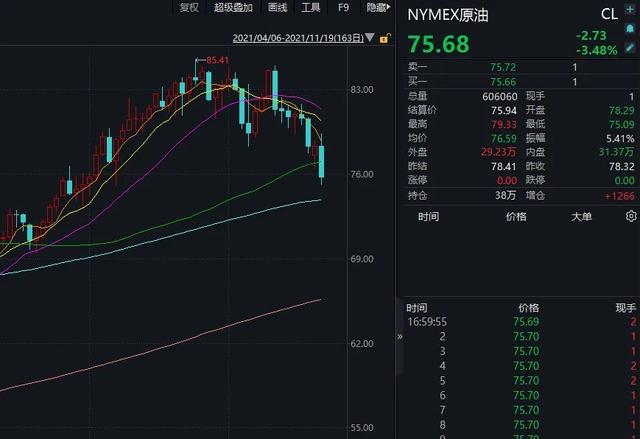 复权 超级叠加 画线 工具 F9 隐藏
2021/04/06-2021/11/19(163日)
85.41
83.00
76.00
69.00
62.00
55.00
NYMEX原油 CL
75.68 -2.73
-3.48%
卖一 75.72 1
买一 75.66 1
总量 606060 现手 1
结算价 75.94 开盘 78.29
最高 79.33 最低 75.09
均价 76.59 振幅 5.41%
外盘 29.23万 内盘 31.37万
昨结 78.41 昨收 78.32
涨停 0.00 跌停 0.00
持仓 38万 增仓 +1266
时间 价格 大单
时间 价格 现手
16:59:55 75.69 2
2 75.70 1
3 75.70 1
4 75.70 2
5 75.70 2
6 75.70 1
7 75.70 1
8 75.70 1
9 75.70 2